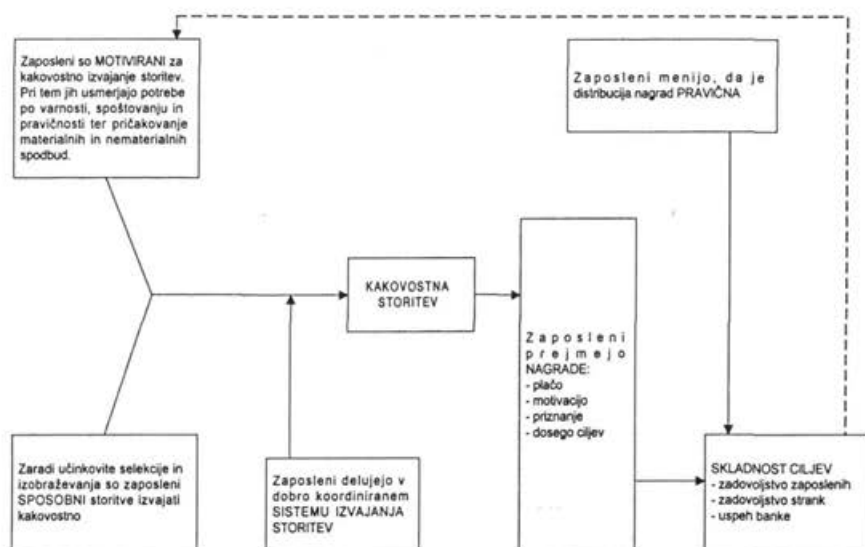 Zaposleni so MOTIVIRANI za
kakovostno izvajanje storitev.
Pri tem jih usmerjajo potrebe
po varnosti, spoštovanju in
pravičnosti ter pričakovanje
materialnih in nematerialnih
spodbud.
Zaposleni menijo, da je
distribucija nagrad PRAVIČNA
KAKOVOSTNA
STORITEV
Zaposleni
prejmejo
NAGRADE:
- plačo
- motivacijo
- priznanje
- dosego ciljev
Zaradi učinkovite selekcije in
izobraževanja so zaposleni
SPOSOBNI storitve izvajati
kakovostno
Zaposleni delujejo v
dobro koordiniranem
SISTEMU IZVAJANJA
STORITEV
SKLADNOST CILJEV
- zadovoljstvo zaposlenih
- zadovoljstvo strank
- uspeh banke